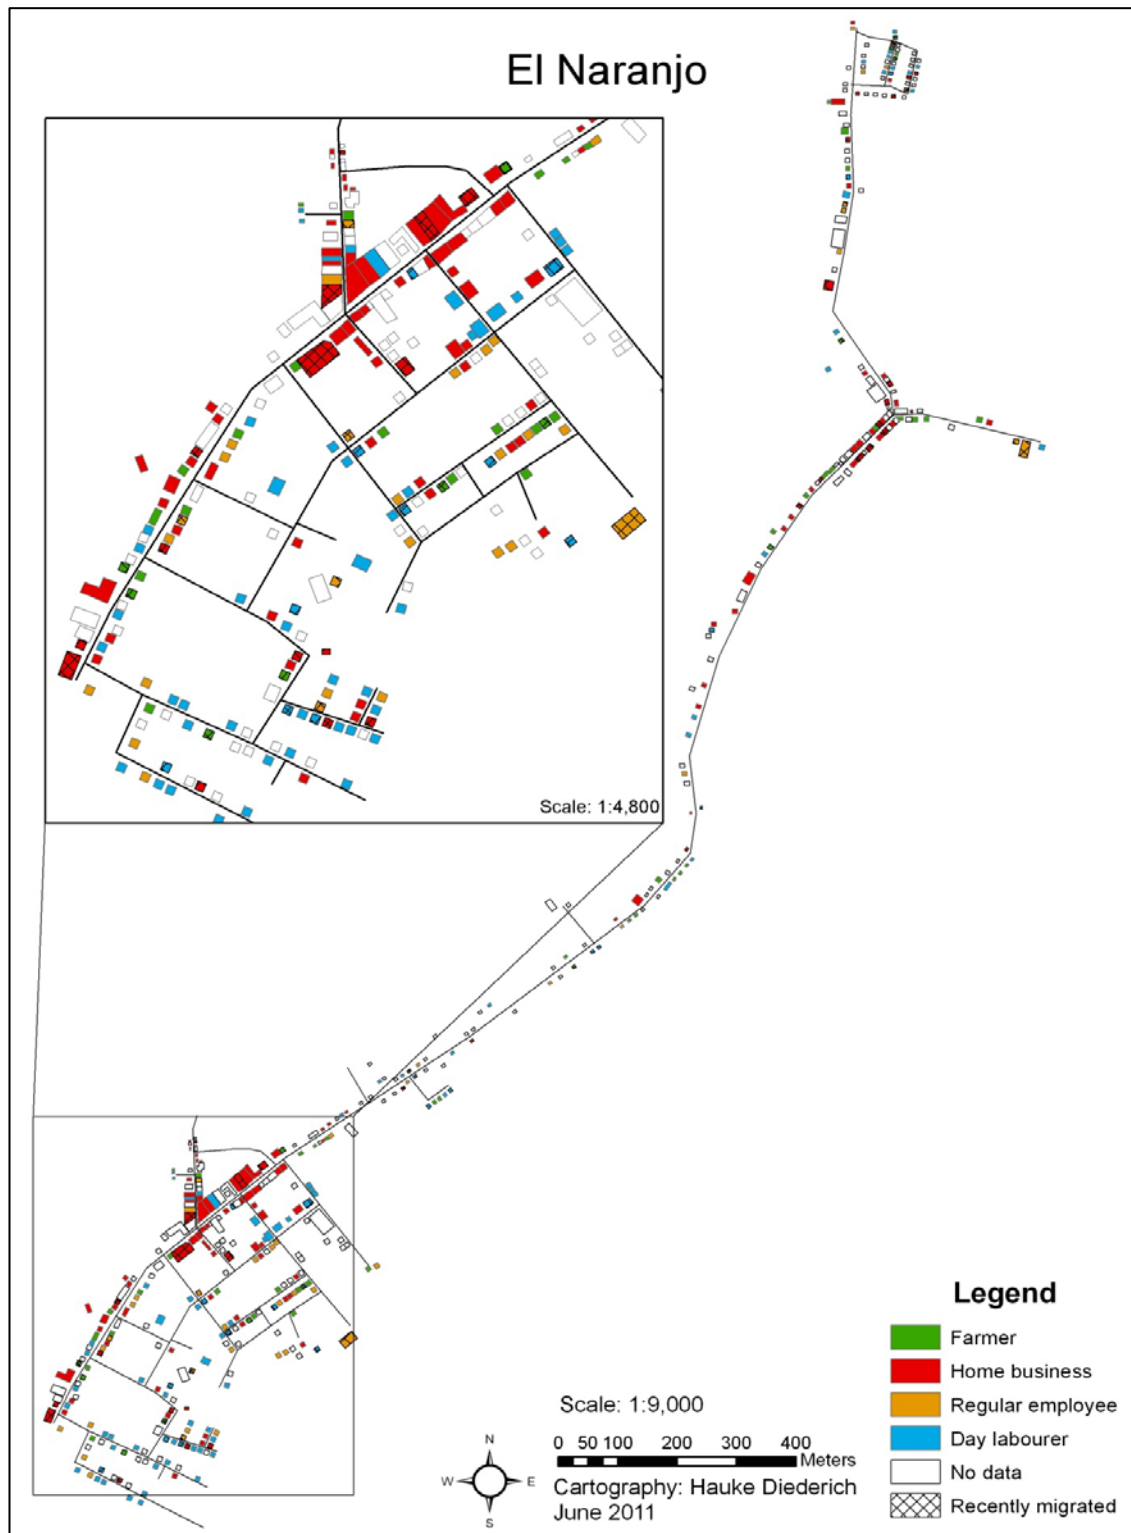 El Naranjo
Scale: 1:4,800
Legend
Farmer
Home business
Regular employee
Day labourer
No data
Recently migrated
Scale: 1:9,000
N
W E
S
0 50 100 200 300 400
Meters
Cartography: Hauke Diederich
June 2011